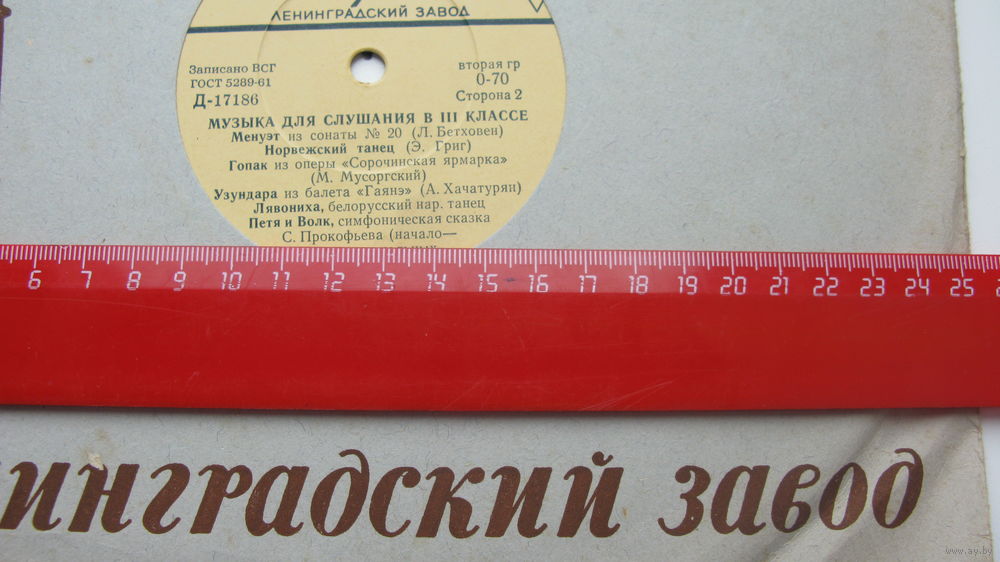 ЛЕНИНГРАДСКИЙ ЗАВОД
Записано ВСГ
ГОСТ 5289-61
Д-17186
вторая гр
0-70
Сторона 2
МУЗЫКА ДЛЯ СЛУШАНИЯ В III КЛАССЕ
Менуэт из сонаты № 20 (Л. Бетховен)
Норвежский танец (Э. Григ)
Гопак из оперы «Сорочинская ярмарка»
(М. Мусоргский)
Узундара из балета «Гаянэ» (А. Хачатурян)
Лявониха, белорусский нар. танец
Петя и Волк, симфоническая сказка
С. Прокофьева (начало—
6 7 8 9 10 11 12 13 14 15 16 17 18 19 20 21 22 23 24 25
инградский завод
www.ay.by